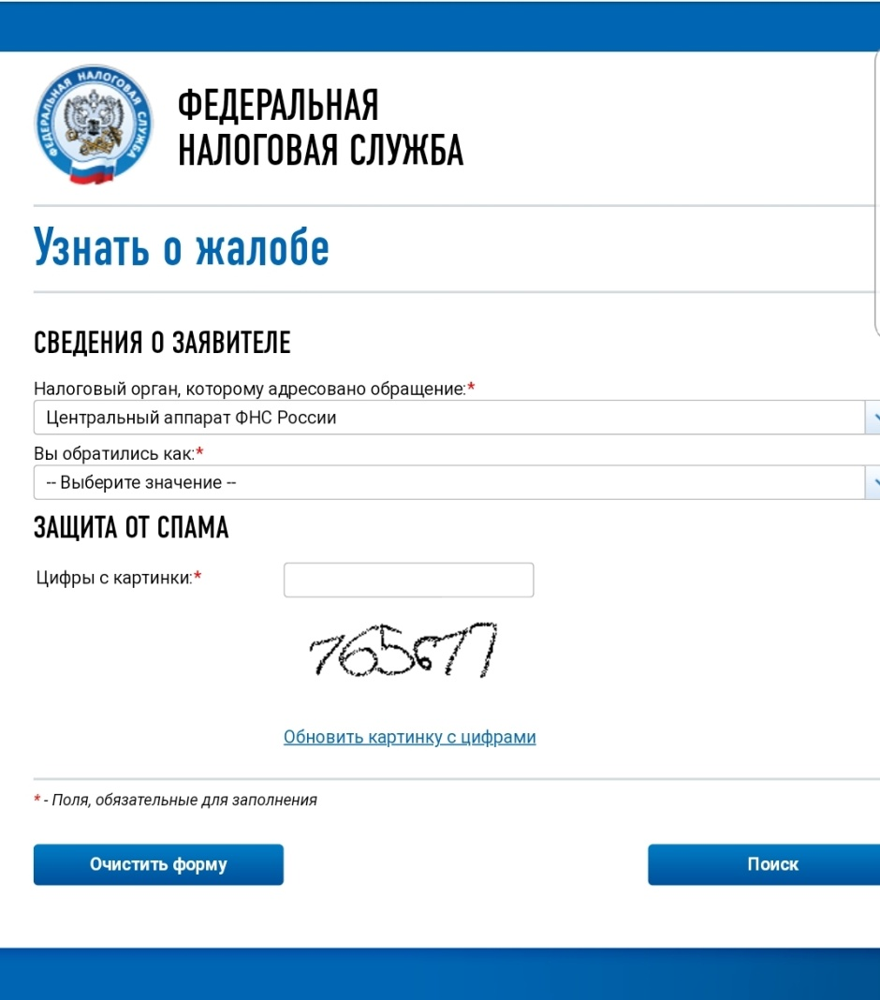 ФЕДЕРАЛЬНАЯ НАЛОГОВАЯ СЛУЖБА
ФЕДЕРАЛЬНАЯ
НАЛОГОВАЯ СЛУЖБА
Узнать о жалобе
СВЕДЕНИЯ О ЗАЯВИТЕЛЕ
Налоговый орган, которому адресовано обращение:*
Центральный аппарат ФНС России
Вы обратились как:*
-- Выберите значение --
ЗАЩИТА ОТ СПАМА
Цифры с картинки:*
Обновить картинку с цифрами
* - Поля, обязательные для заполнения
Очистить форму
Поиск